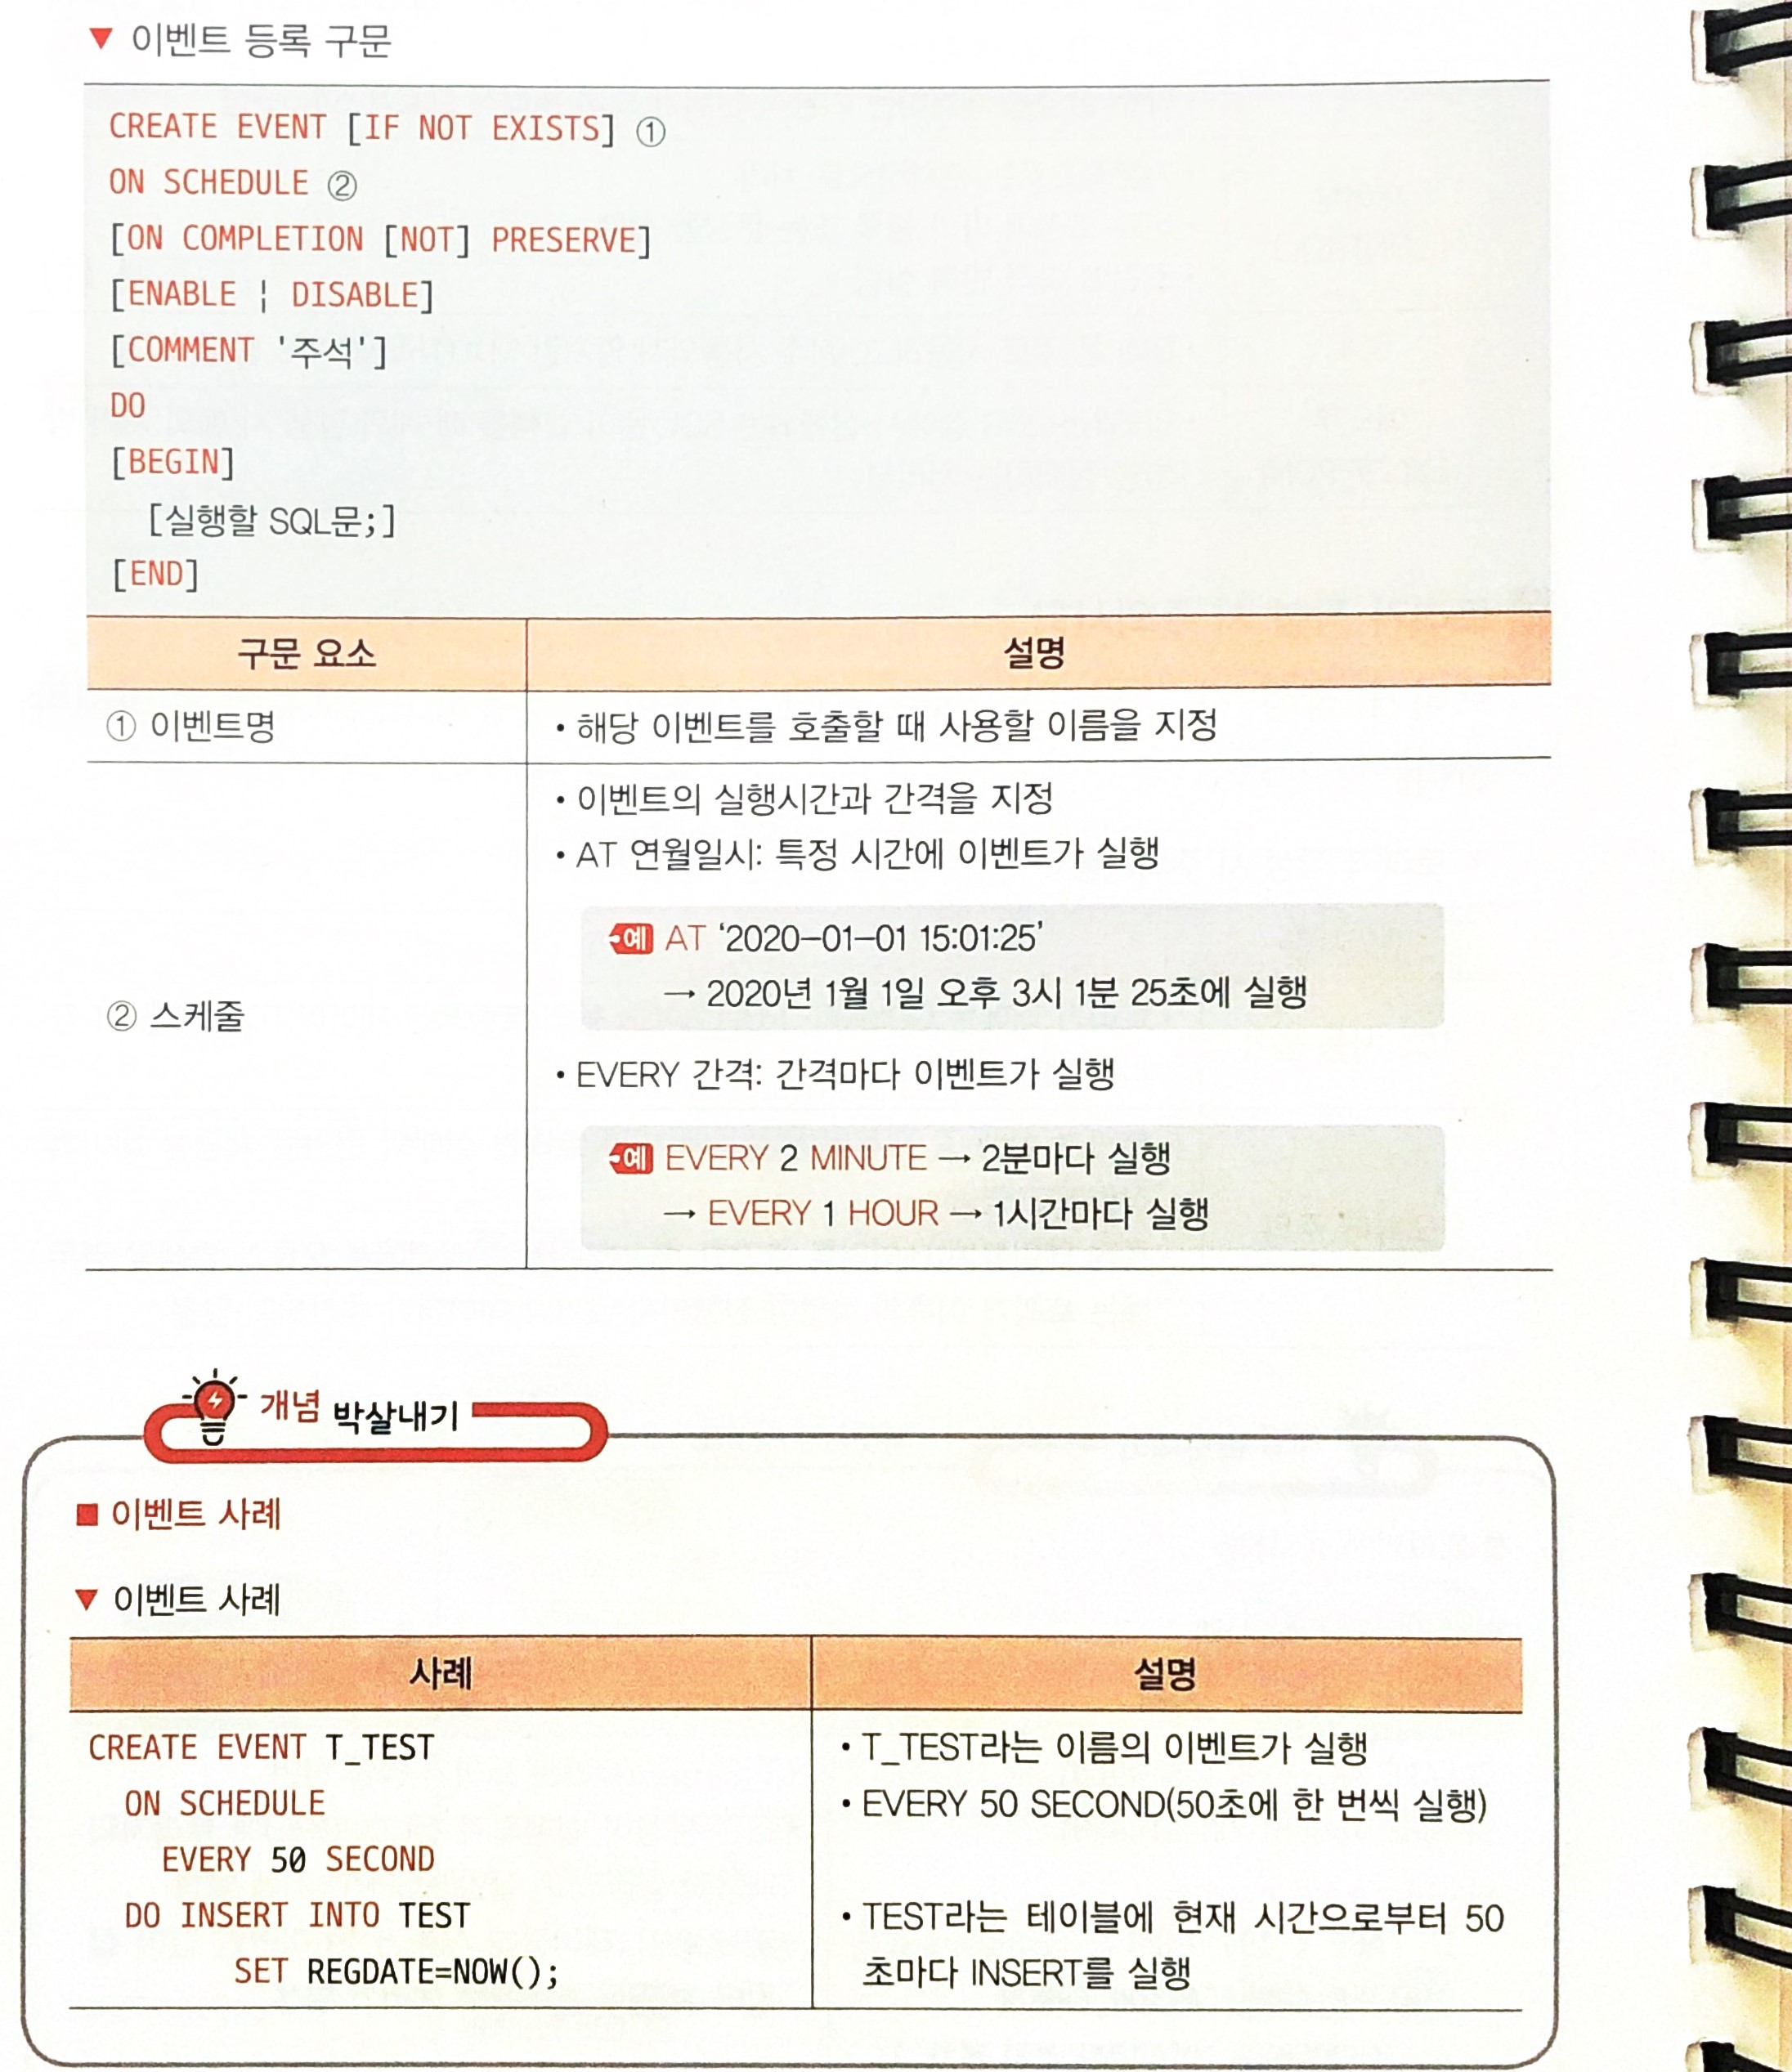 ▼ 이벤트 등록 구문
CREATE EVENT [IF NOT EXISTS] ①
ON SCHEDULE ②
[ON COMPLETION [NOT] PRESERVE]
[ENABLE ¦ DISABLE]
[COMMENT '주석']
DO
[BEGIN]
[실행할 SQL문;]
[END]
구문 요소 설명
① 이벤트명 • 해당 이벤트를 호출할 때 사용할 이름을 지정
② 스케줄
• 이벤트의 실행시간과 간격을 지정
• AT 연월일시: 특정 시간에 이벤트가 실행
예 AT ‘2020–01–01 15:01:25’
→ 2020년 1월 1일 오후 3시 1분 25초에 실행
• EVERY 간격: 간격마다 이벤트가 실행
예 EVERY 2 MINUTE → 2분마다 실행
→ EVERY 1 HOUR → 1시간마다 실행
개념 박살내기
■ 이벤트 사례
▼ 이벤트 사례
사례 설명
CREATE EVENT T_TEST
ON SCHEDULE
EVERY 50 SECOND
DO INSERT INTO TEST
SET REGDATE=NOW();
• T_TEST라는 이름의 이벤트가 실행
• EVERY 50 SECOND(50초에 한 번씩 실행)
• TEST라는 테이블에 현재 시간으로부터 50
초마다 INSERT를 실행